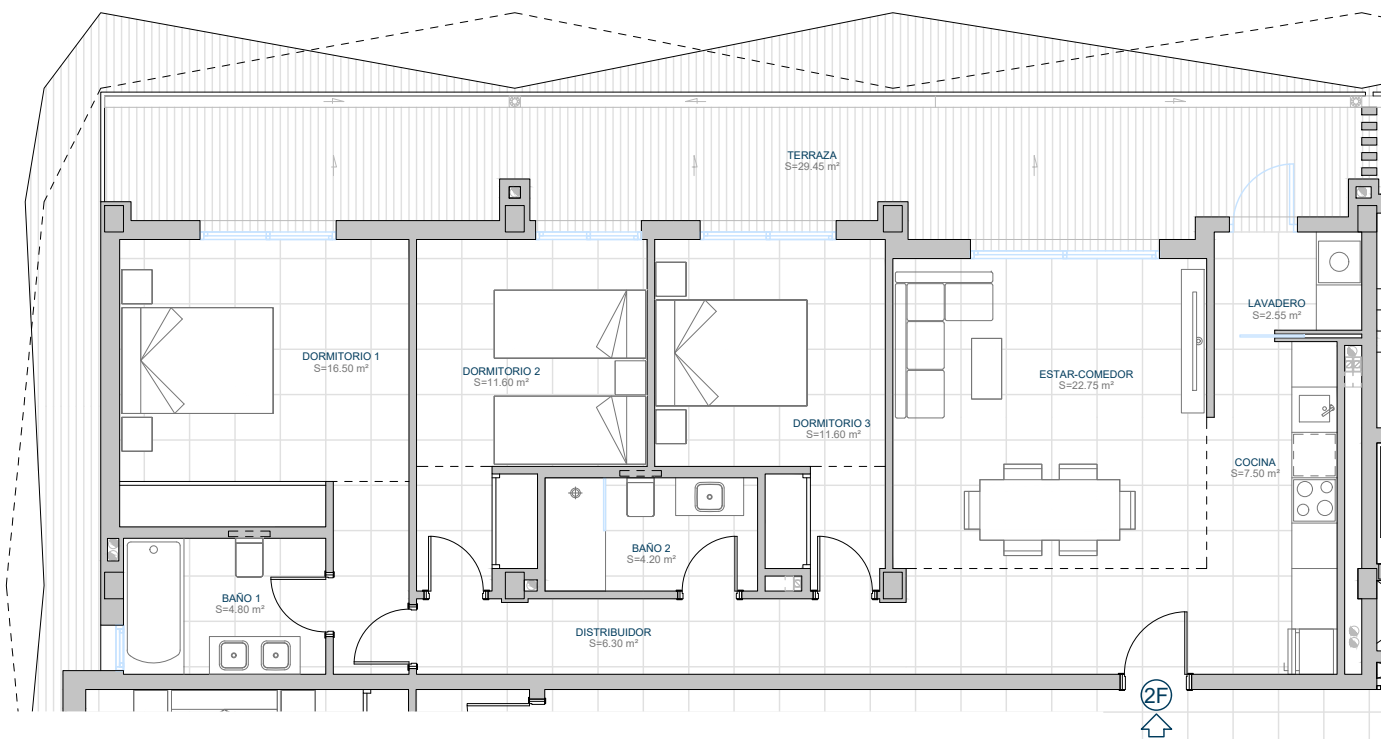 TERRAZA
S=29.45 m²
DORMITORIO 1
S=16.50 m²
DORMITORIO 2
S=11.60 m²
DORMITORIO 3
S=11.60 m²
ESTAR-COMEDOR
S=22.75 m²
LAVADERO
S=2.55 m²
COCINA
S=7.50 m²
BAÑO 1
S=4.80 m²
BAÑO 2
S=4.20 m²
DISTRIBUIDOR
S=6.30 m²
2F